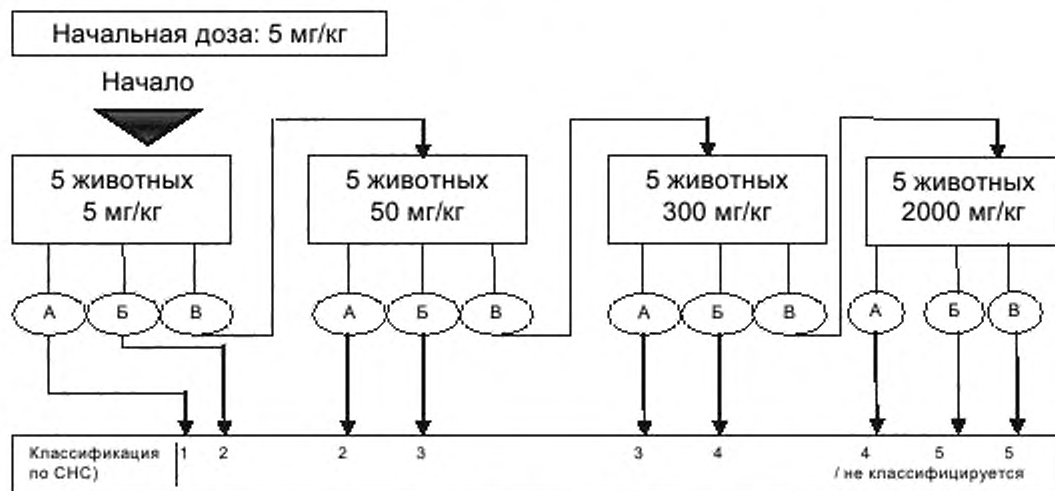 Начальная доза: 5 мг/кг
Начало
5 животных
5 мг/кг
5 животных
50 мг/кг
5 животных
300 мг/кг
5 животных
2000 мг/кг
А Б В А Б В А Б В А Б В
Классификация 1 2 2 3 3 4 4 5 5
по СНС) / не классифицируется